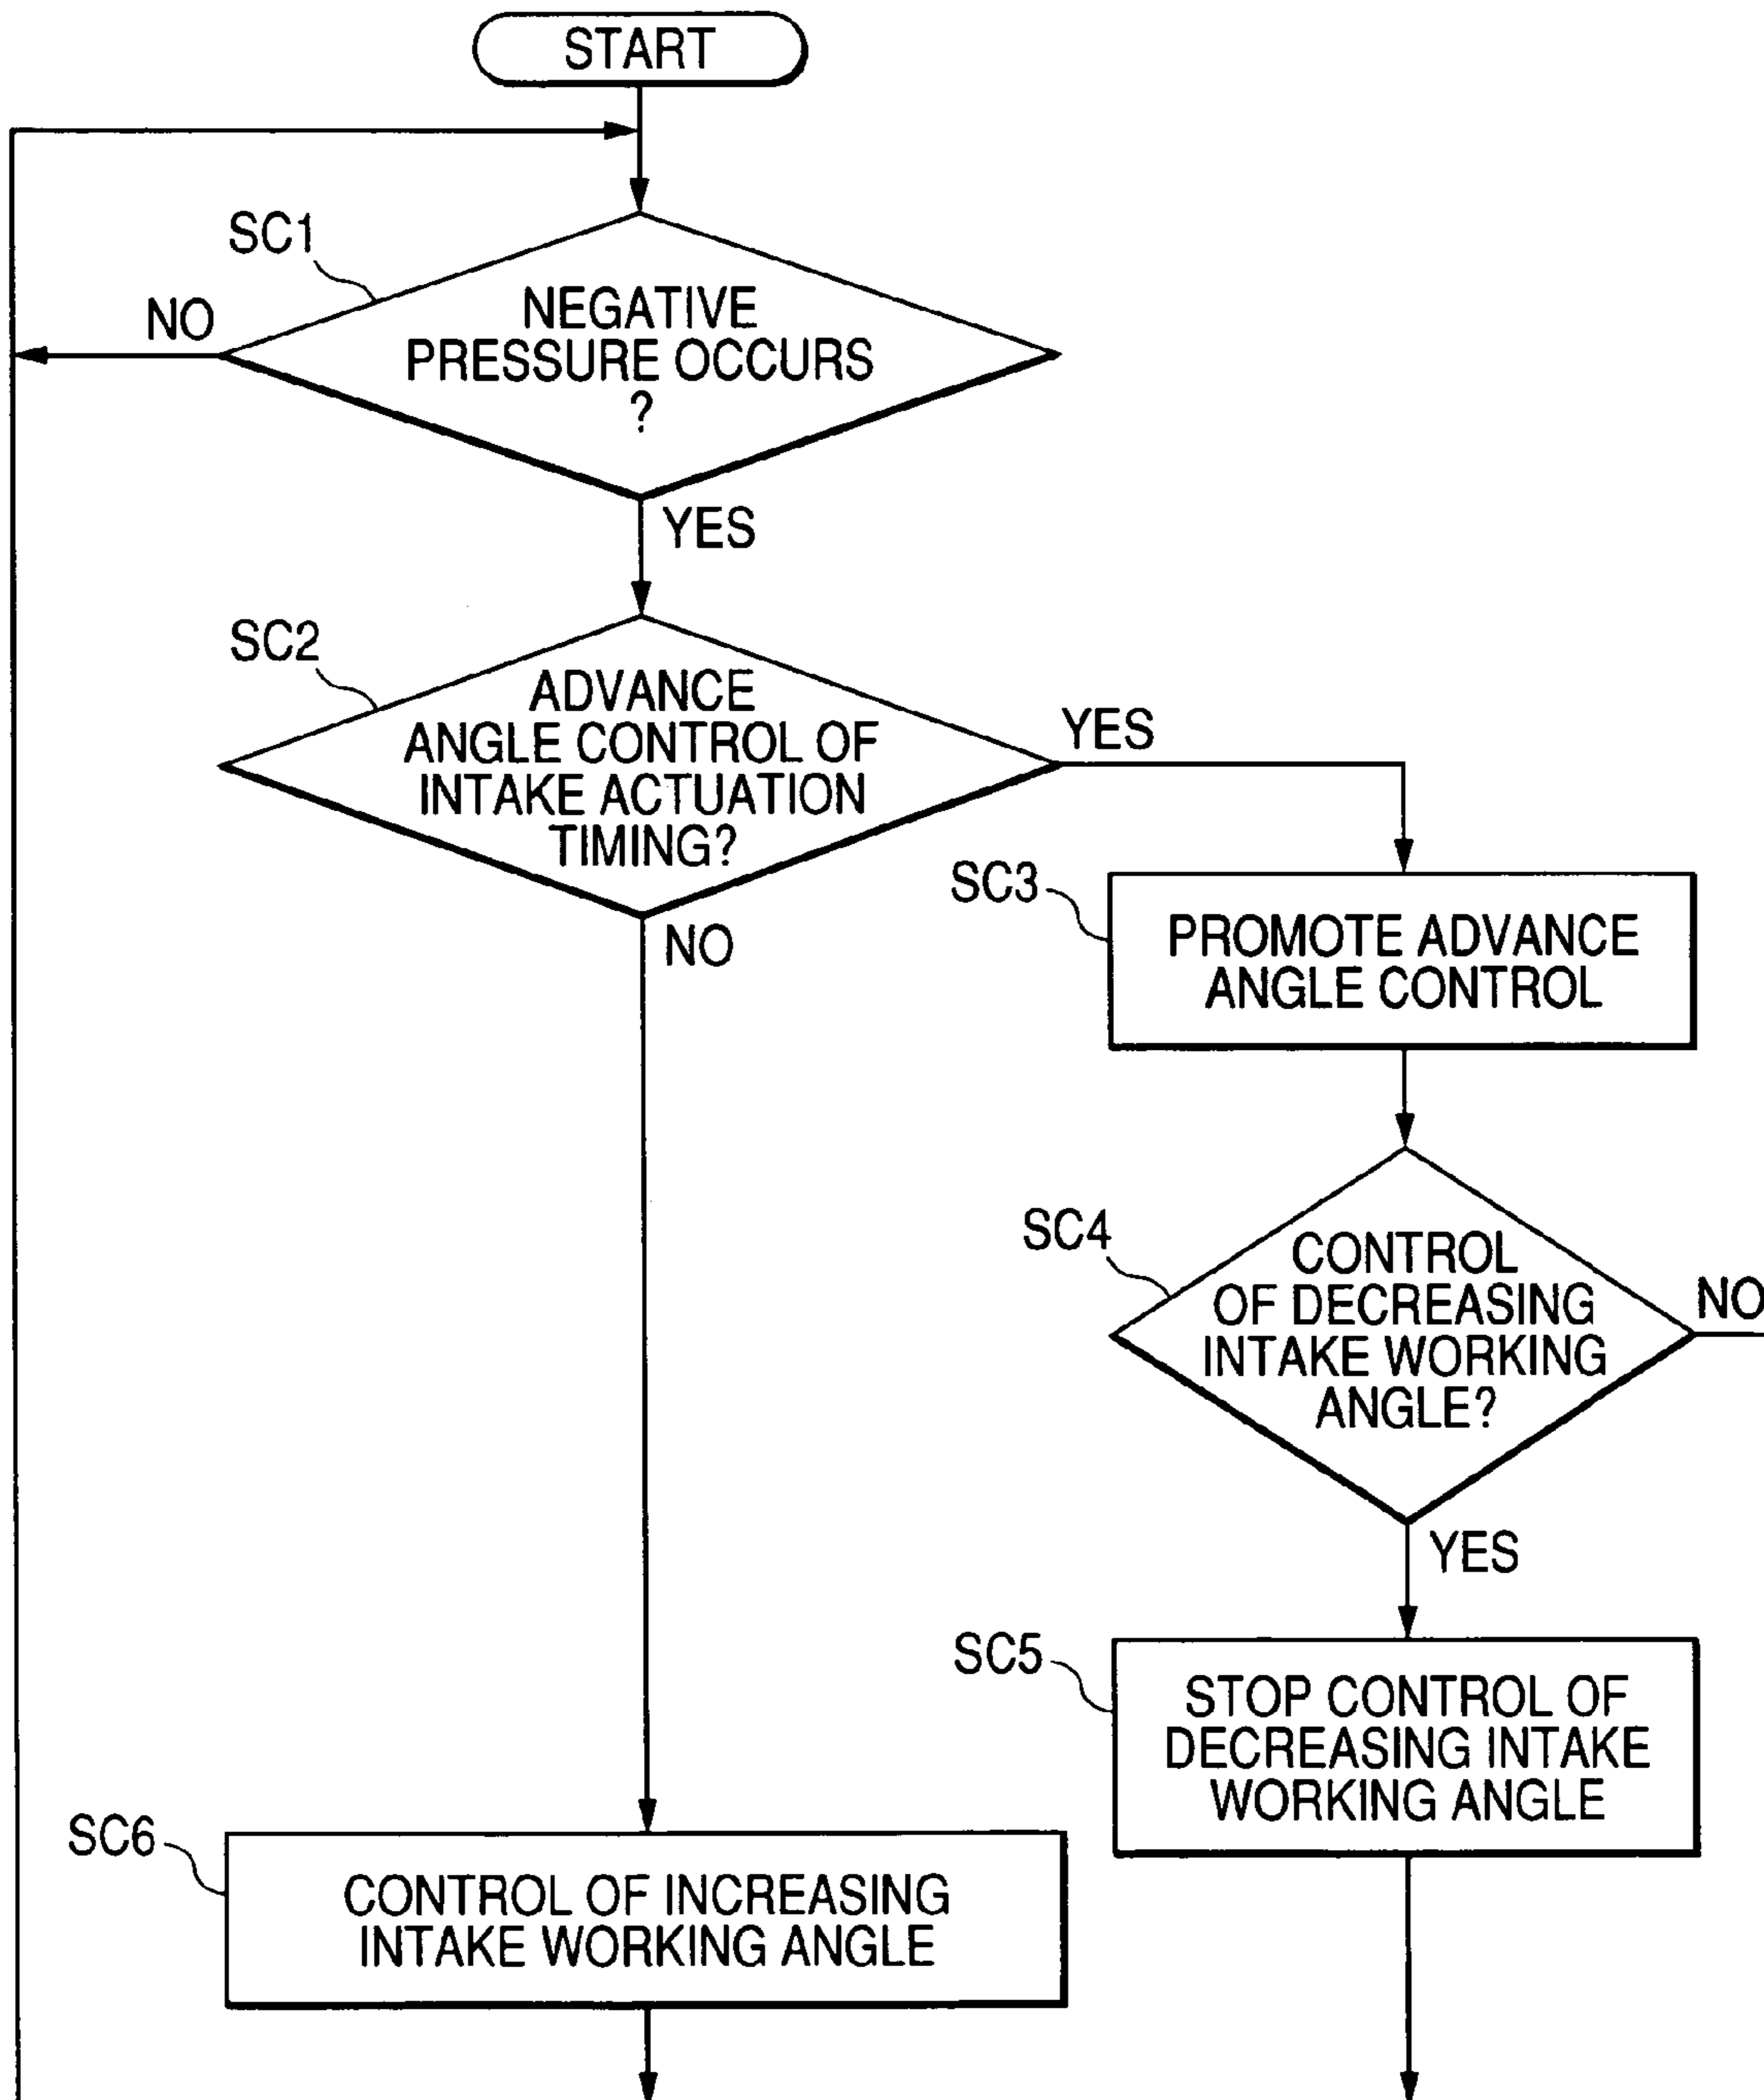 START
SC1
NO
NEGATIVE
PRESSURE OCCURS
?
YES
SC2
ADVANCE
ANGLE CONTROL OF
INTAKE ACTUATION
TIMING?
YES
NO
SC3
PROMOTE ADVANCE
ANGLE CONTROL
SC4
CONTROL
OF DECREASING
INTAKE WORKING
ANGLE?
NO
YES
SC5
STOP CONTROL OF
DECREASING INTAKE
WORKING ANGLE
SC6
CONTROL OF INCREASING
INTAKE WORKING ANGLE